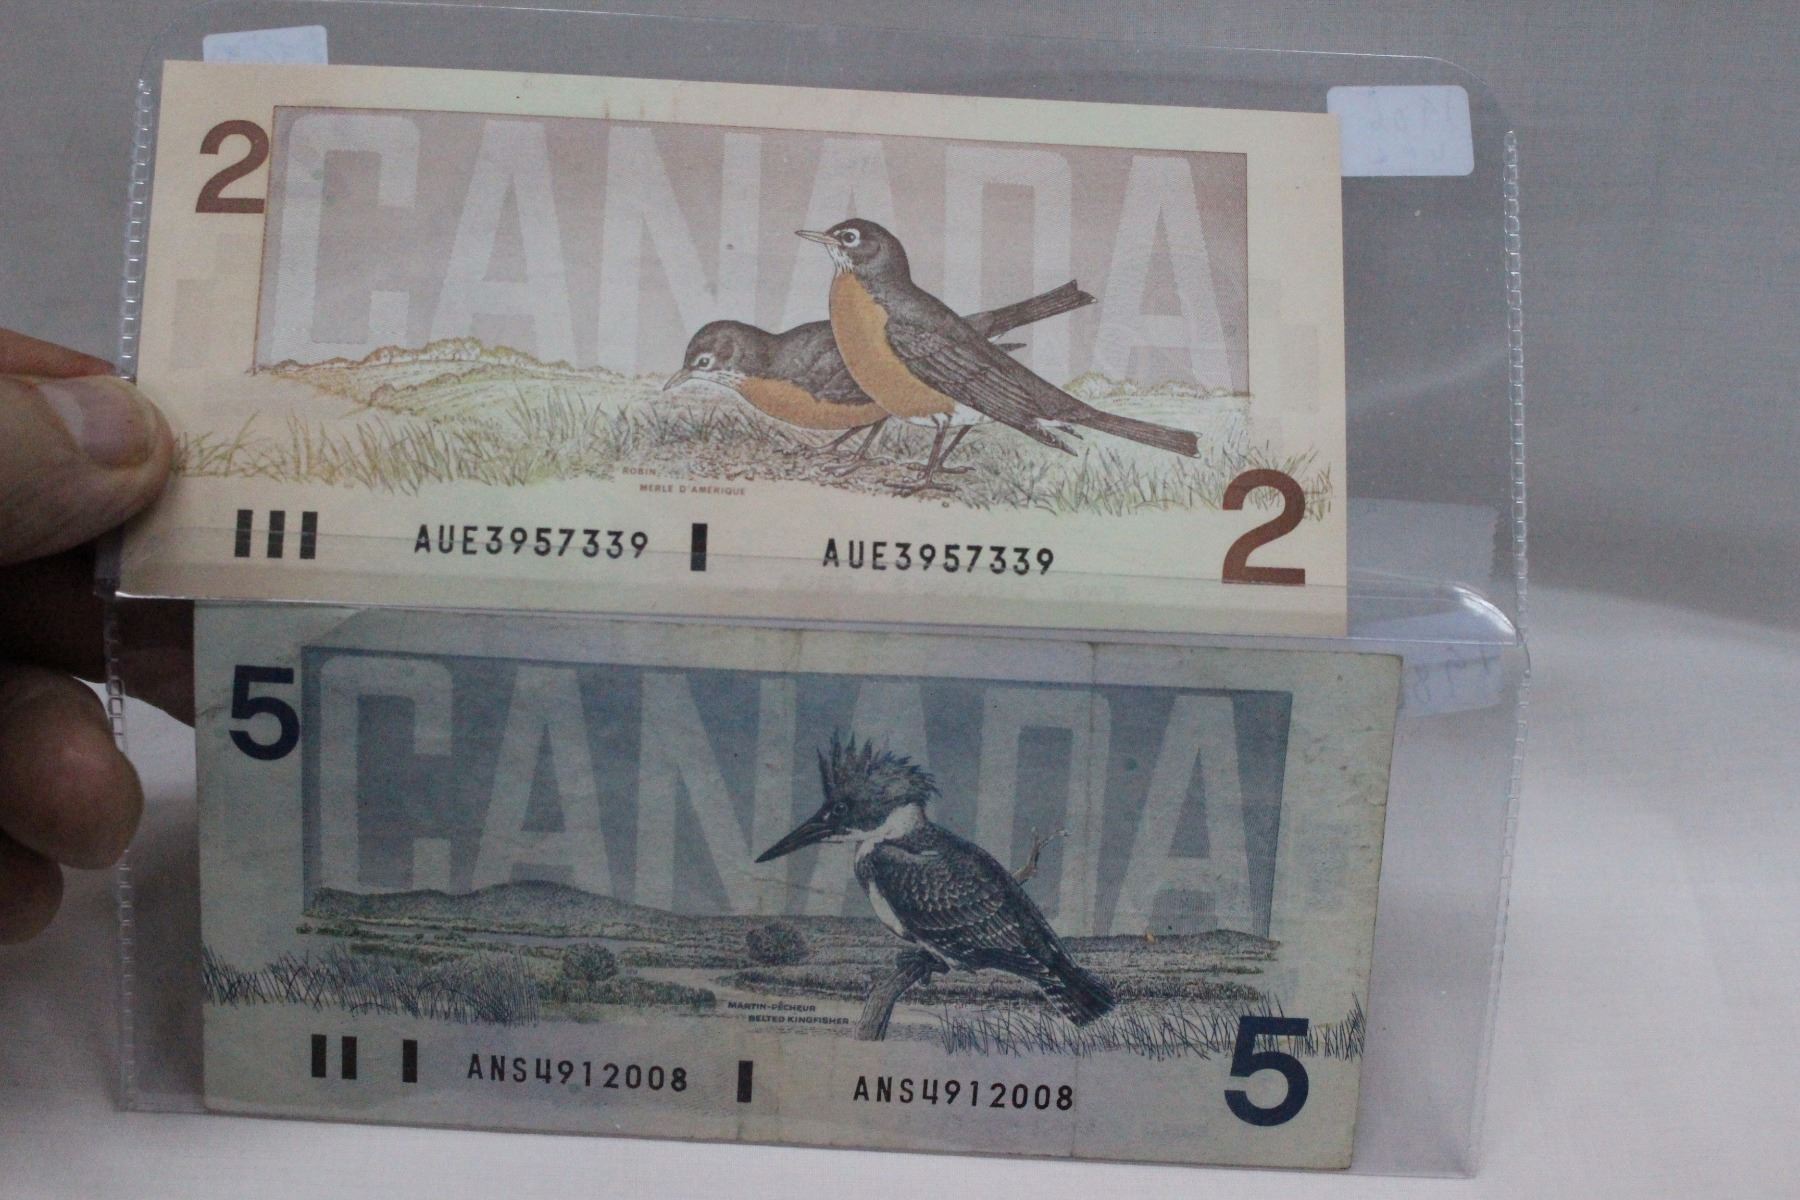 2
CANADA
ROBIN
MERLE D'AMÉRIQUE
AUE3957339 AUE3957339
2
5
CANADA
MARTIN-PÊCHEUR
BELTED KINGFISHER
ANS4912008 ANS4912008
5